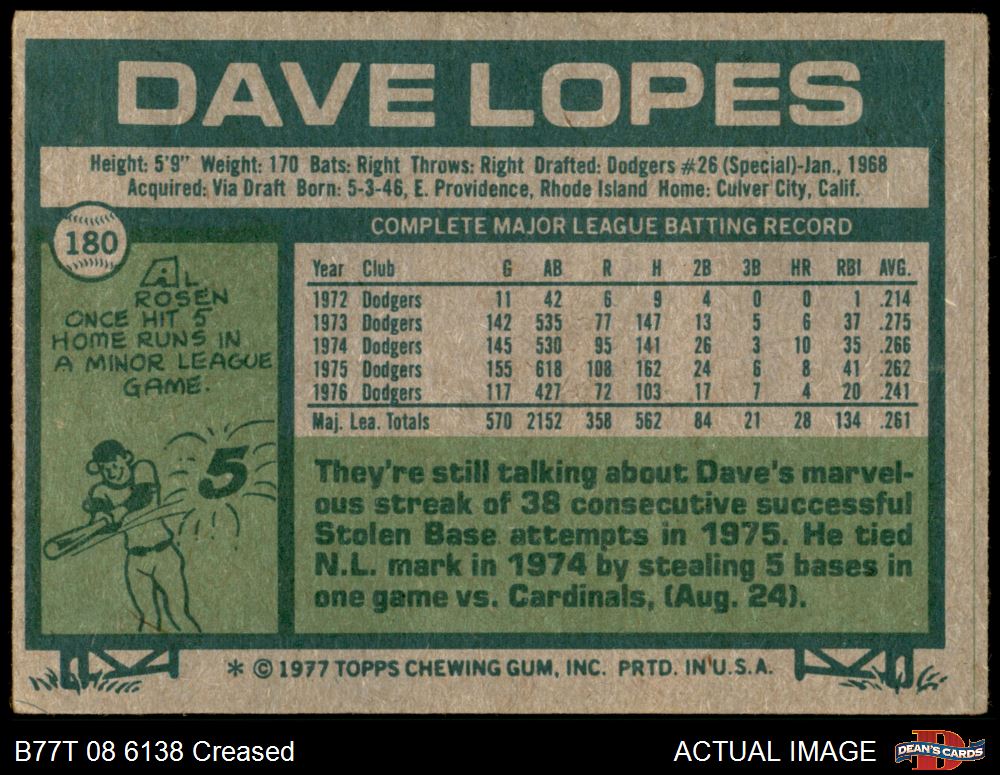 DAVE LOPES
Height: 5'9" Weight: 170 Bats: Right Throws: Right Drafted: Dodgers #26 (Special)-Jan., 1968
Acquired: Via Draft Born: 5-3-46, E. Providence, Rhode Island Home: Culver City, Calif.
180
AL
ROSEN
ONCE HIT 5
HOME RUNS IN
A MINOR LEAGUE
GAME.
5
COMPLETE MAJOR LEAGUE BATTING RECORD
Year Club G AB R H 2B 3B HR RBI AVG.
1972 Dodgers 11 42 6 9 4 0 0 1 .214
1973 Dodgers 142 535 77 147 13 5 6 37 .275
1974 Dodgers 145 530 95 141 26 3 10 35 .266
1975 Dodgers 155 618 108 162 24 6 8 41 .262
1976 Dodgers 117 427 72 103 17 7 4 20 .241
Maj. Lea. Totals 570 2152 358 562 84 21 28 134 .261
They're still talking about Dave's marvel-
ous streak of 38 consecutive successful
Stolen Base attempts in 1975. He tied
N.L. mark in 1974 by stealing 5 bases in
one game vs. Cardinals, (Aug. 24).
* © 1977 TOPPS CHEWING GUM, INC. PRTD. IN U.S.A.
B77T 08 6138 Creased
ACTUAL IMAGE
D
DEAN'S CARDS